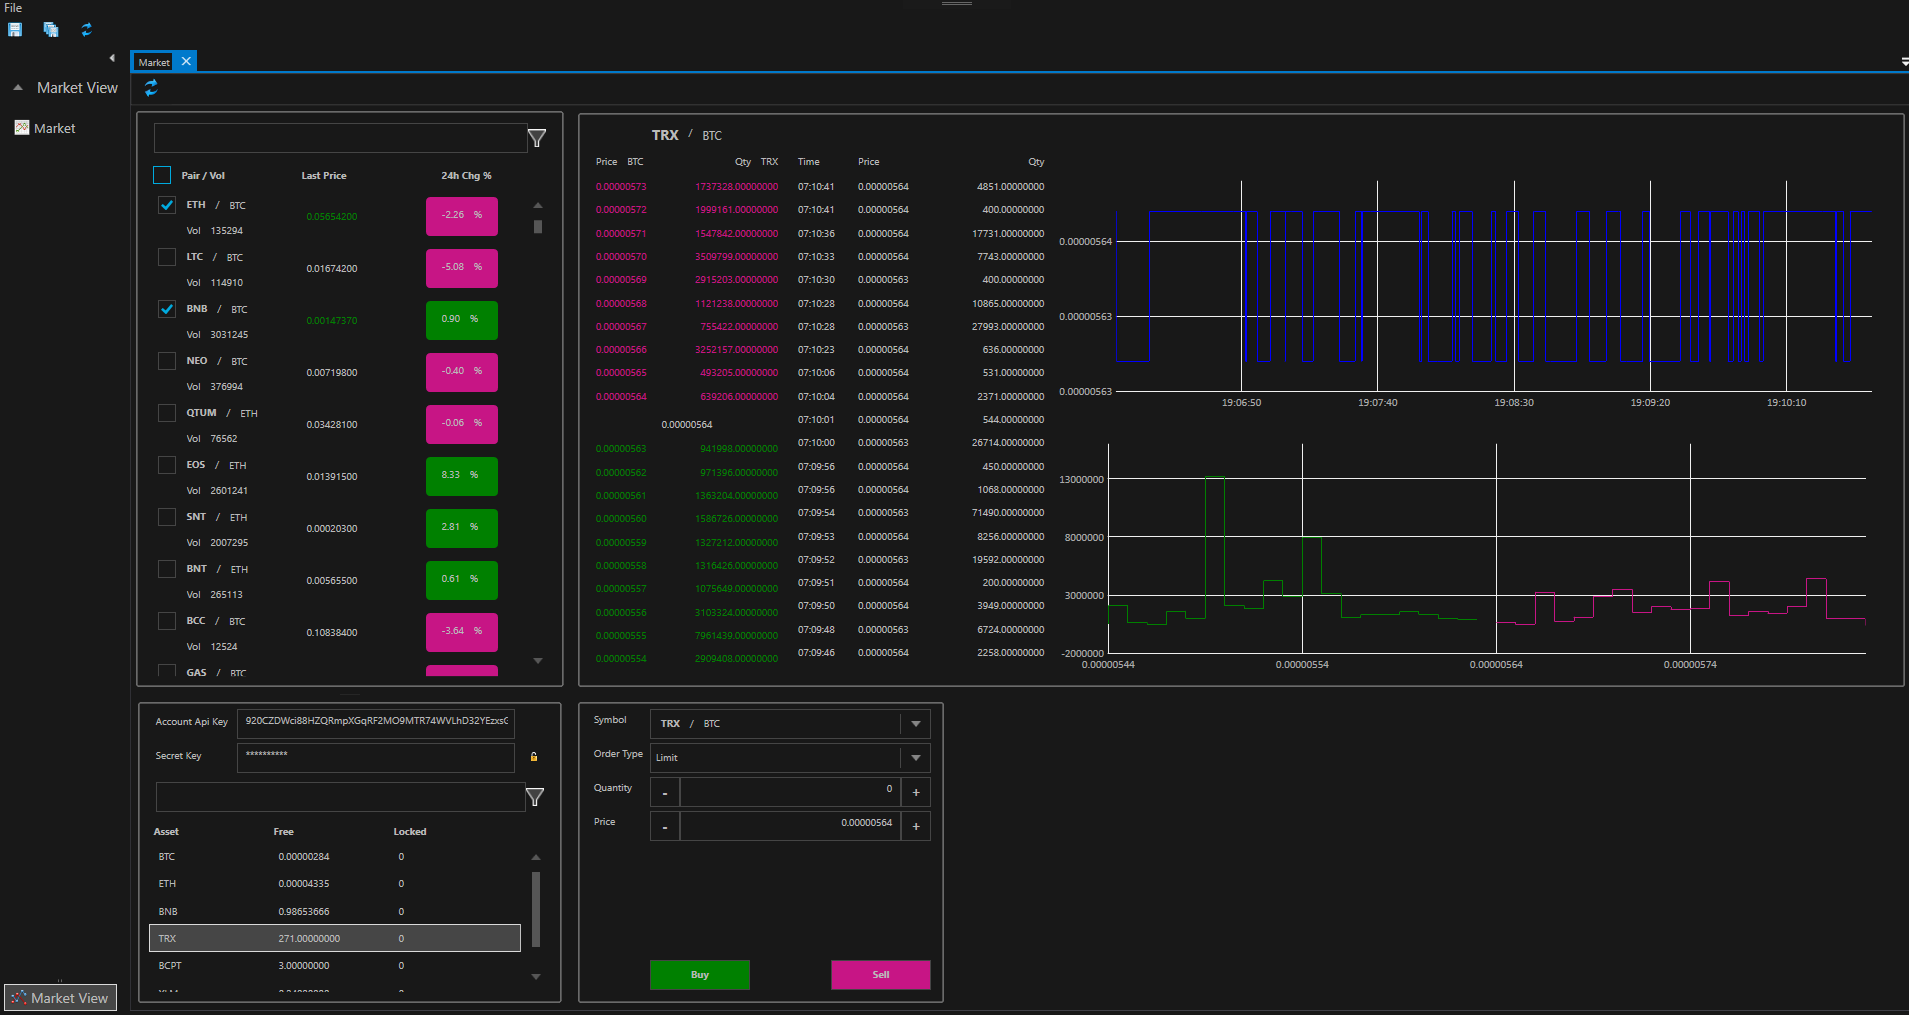 File
Market View
Market
Market
Pair / Vol Last Price 24h Chg %
ETH / BTC 0.05654200 -2.26 %
Vol 135294
LTC / BTC 0.01674200 -5.08 %
Vol 114910
BNB / BTC 0.00147370 0.90 %
Vol 3031245
NEO / BTC 0.00719800 -0.40 %
Vol 376994
QTUM / ETH 0.03428100 -0.06 %
Vol 76562
EOS / ETH 0.01391500 8.33 %
Vol 2601241
SNT / ETH 0.00020300 2.81 %
Vol 2007295
BNT / ETH 0.00565500 0.61 %
Vol 265113
BCC / BTC 0.10838400 -3.64 %
Vol 12524
GAS / BTC
TRX / BTC
Price BTC Qty TRX
0.00000573 1737328.00000000
0.00000572 1999161.00000000
0.00000571 1547842.00000000
0.00000570 3509799.00000000
0.00000569 2915203.00000000
0.00000568 1121238.00000000
0.00000567 755422.00000000
0.00000566 3252157.00000000
0.00000565 493205.00000000
0.00000564 639206.00000000
0.00000564
0.00000563 941998.00000000
0.00000562 971396.00000000
0.00000561 1363204.00000000
0.00000560 1586726.00000000
0.00000559 1327212.00000000
0.00000558 1316426.00000000
0.00000557 1075649.00000000
0.00000556 3103324.00000000
0.00000555 7961439.00000000
0.00000554 2909408.00000000
Time Price Qty
07:10:41 0.00000564 4851.00000000
07:10:41 0.00000564 400.00000000
07:10:36 0.00000564 17731.00000000
07:10:33 0.00000564 7743.00000000
07:10:30 0.00000563 400.00000000
07:10:28 0.00000564 10865.00000000
07:10:28 0.00000563 27993.00000000
07:10:23 0.00000564 636.00000000
07:10:06 0.00000564 531.00000000
07:10:04 0.00000564 2371.00000000
07:10:01 0.00000564 544.00000000
07:10:00 0.00000563 26714.00000000
07:09:56 0.00000564 450.00000000
07:09:56 0.00000564 1068.00000000
07:09:54 0.00000563 71490.00000000
07:09:53 0.00000564 8256.00000000
07:09:52 0.00000563 19592.00000000
07:09:51 0.00000564 200.00000000
07:09:50 0.00000564 3949.00000000
07:09:48 0.00000563 6724.00000000
07:09:46 0.00000564 2258.00000000
0.00000564
0.00000563
0.00000563
19:06:50 19:07:40 19:08:30 19:09:20 19:10:10
13000000
8000000
3000000
-2000000
0.00000544 0.00000554 0.00000564 0.00000574
Account Api Key 920CZDWci88HZQRmpXGqRF2MO9MTR74WVLhD32YEzxsG
Secret Key **********
Asset Free Locked
BTC 0.00000284 0
ETH 0.00004335 0
BNB 0.98653666 0
TRX 271.00000000 0
BCPT 3.00000000 0
Symbol TRX / BTC
Order Type Limit
Quantity - 0 +
Price - 0.00000564 +
Buy Sell
Market View